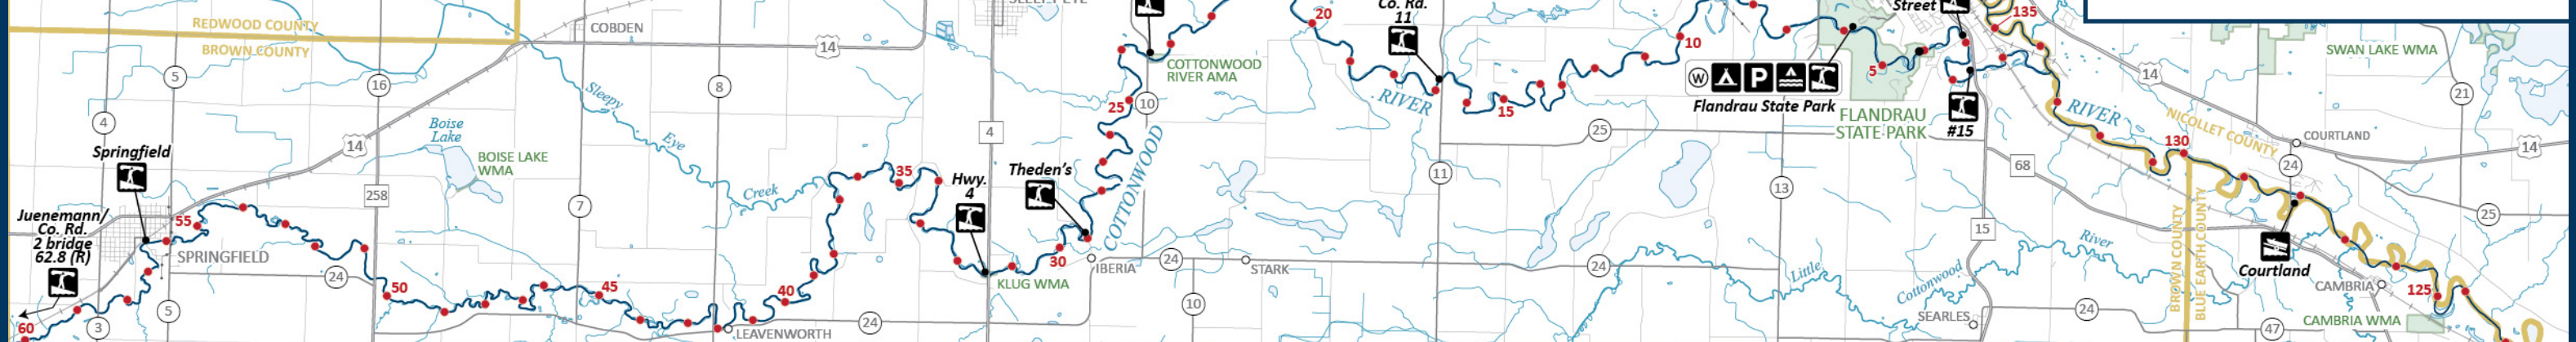 SLEEPY EYE
Co. Rd.
11
20
Street
135
REDWOOD COUNTY
BROWN COUNTY
COBDEN
14
10
SWAN LAKE WMA
5
16
8
COTTONWOOD
RIVER AMA
W
P
Flandrau State Park
5
14
21
Sleepy
Eye
Creek
25
10
RIVER
15
FLANDRAU
STATE PARK
#15
RIVER
NICOLLET COUNTY
COURTLAND
4
Boise
Lake
BOISE LAKE
WMA
14
4
25
130
24
14
Springfield
258
35
Hwy.
4
Theden's
COTTONWOOD
11
13
68
Juenemann/
Co. Rd.
2 bridge
62.8 (R)
55
7
15
25
SPRINGFIELD
24
30
IBERIA
24
STARK
24
Little
Cottonwood
River
BROWN COUNTY
BLUE EARTH COUNTY
Courtland
50
45
40
KLUG WMA
CAMBRIA
125
60
3
5
LEAVENWORTH
24
10
SEARLES
24
47
CAMBRIA WMA